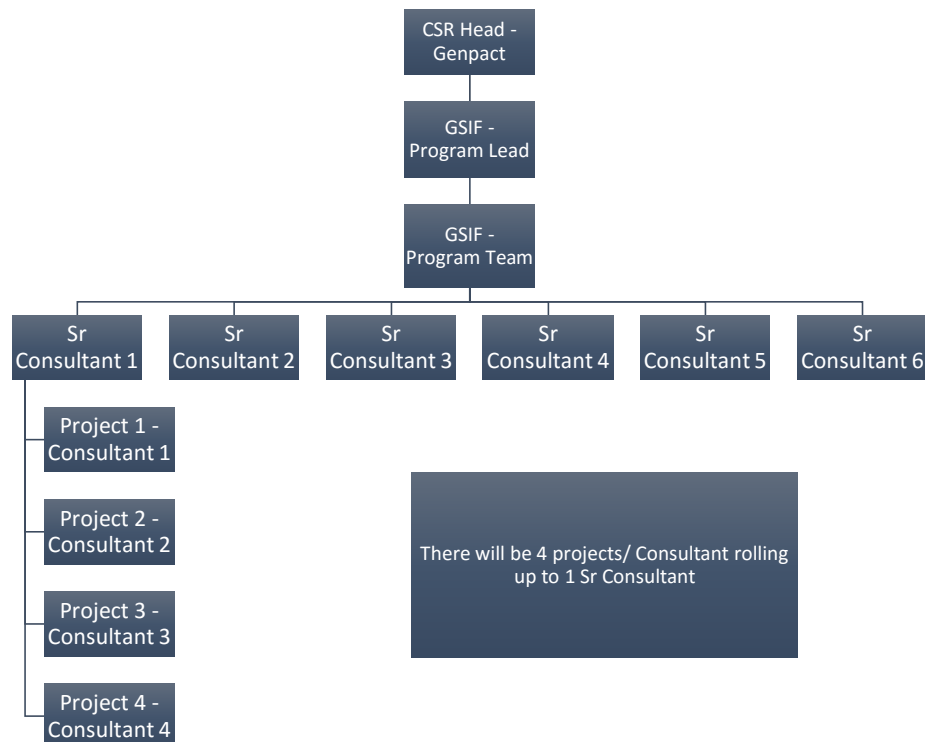 CSR Head -
Genpact
GSIF -
Program Lead
GSIF -
Program Team
Sr
Consultant 1
Sr
Consultant 2
Sr
Consultant 3
Sr
Consultant 4
Sr
Consultant 5
Sr
Consultant 6
Project 1 -
Consultant 1
Project 2 -
Consultant 2
Project 3 -
Consultant 3
Project 4 -
Consultant 4
There will be 4 projects/ Consultant rolling
up to 1 Sr Consultant